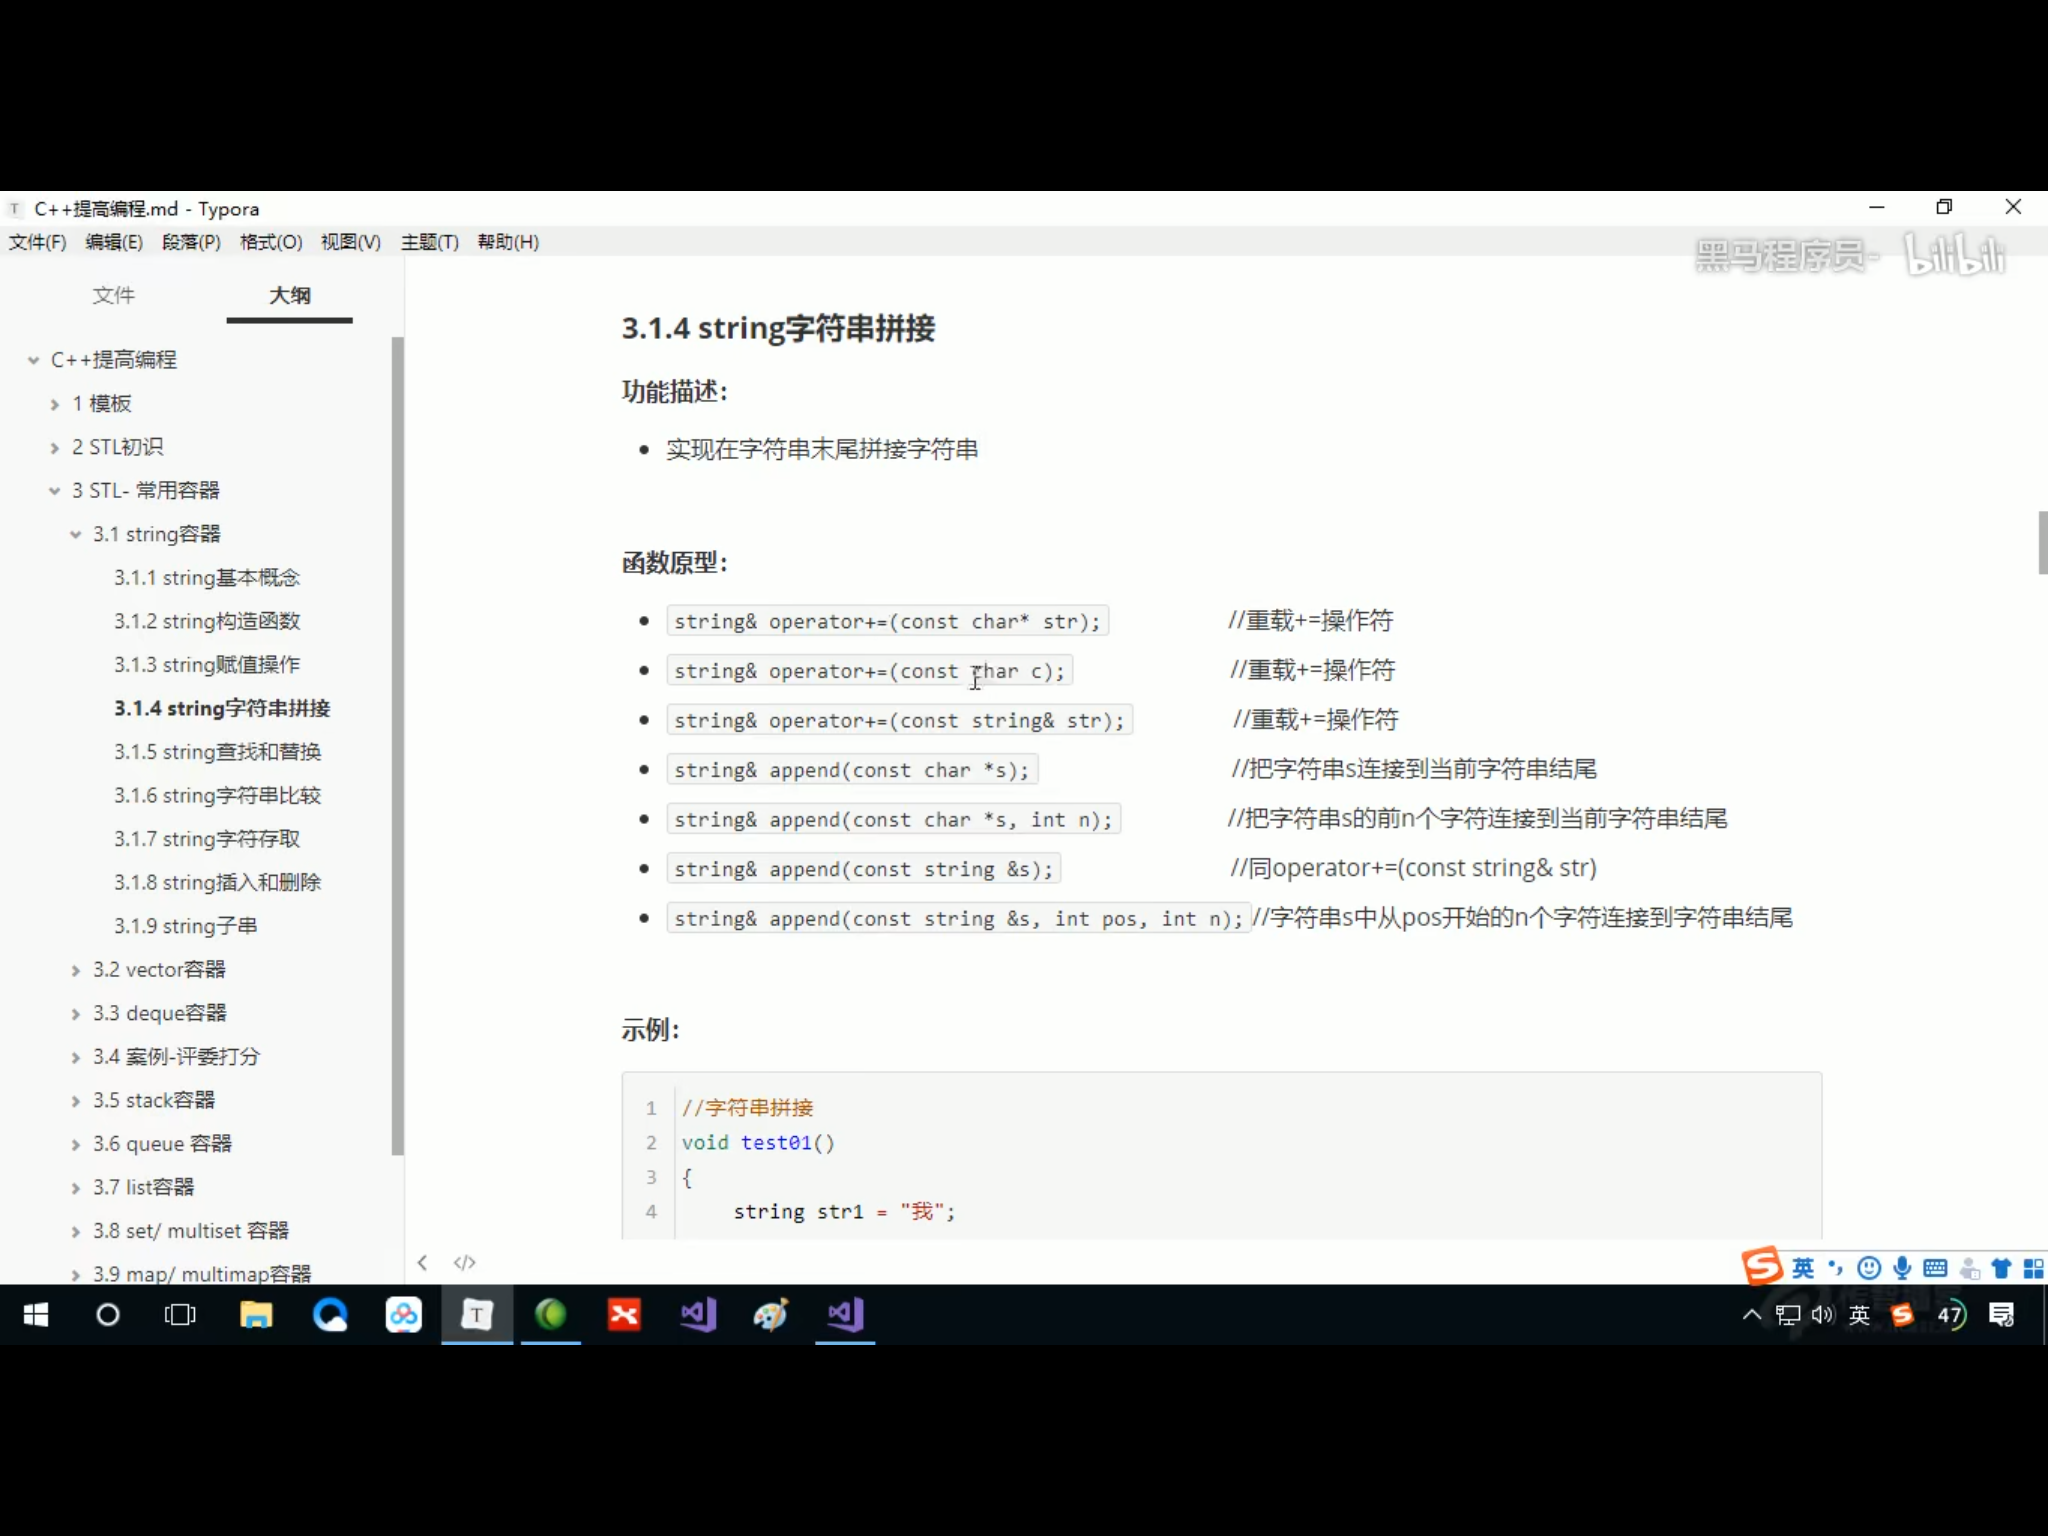 C++提高编程.md - Typora
文件(F) 编辑(E) 段落(P) 格式(O) 视图(V) 主题(T) 帮助(H)
黑马程序员- bilibili
文件 大纲
C++提高编程
1 模板
2 STL初识
3 STL- 常用容器
3.1 string容器
3.1.1 string基本概念
3.1.2 string构造函数
3.1.3 string赋值操作
3.1.4 string字符串拼接
3.1.5 string查找和替换
3.1.6 string字符串比较
3.1.7 string字符存取
3.1.8 string插入和删除
3.1.9 string子串
3.2 vector容器
3.3 deque容器
3.4 案例-评委打分
3.5 stack容器
3.6 queue 容器
3.7 list容器
3.8 set/ multiset 容器
3.9 map/ multimap容器
3.1.4 string字符串拼接
功能描述：
实现在字符串末尾拼接字符串
函数原型：
string& operator+=(const char* str); //重载+=操作符
string& operator+=(const char c); //重载+=操作符
string& operator+=(const string& str); //重载+=操作符
string& append(const char *s); //把字符串s连接到当前字符串结尾
string& append(const char *s, int n); //把字符串s的前n个字符连接到当前字符串结尾
string& append(const string &s); //同operator+=(const string& str)
string& append(const string &s, int pos, int n); //字符串s中从pos开始的n个字符连接到字符串结尾
示例：
1 //字符串拼接
2 void test01()
3 {
4 string str1 = "我";
英
英 47